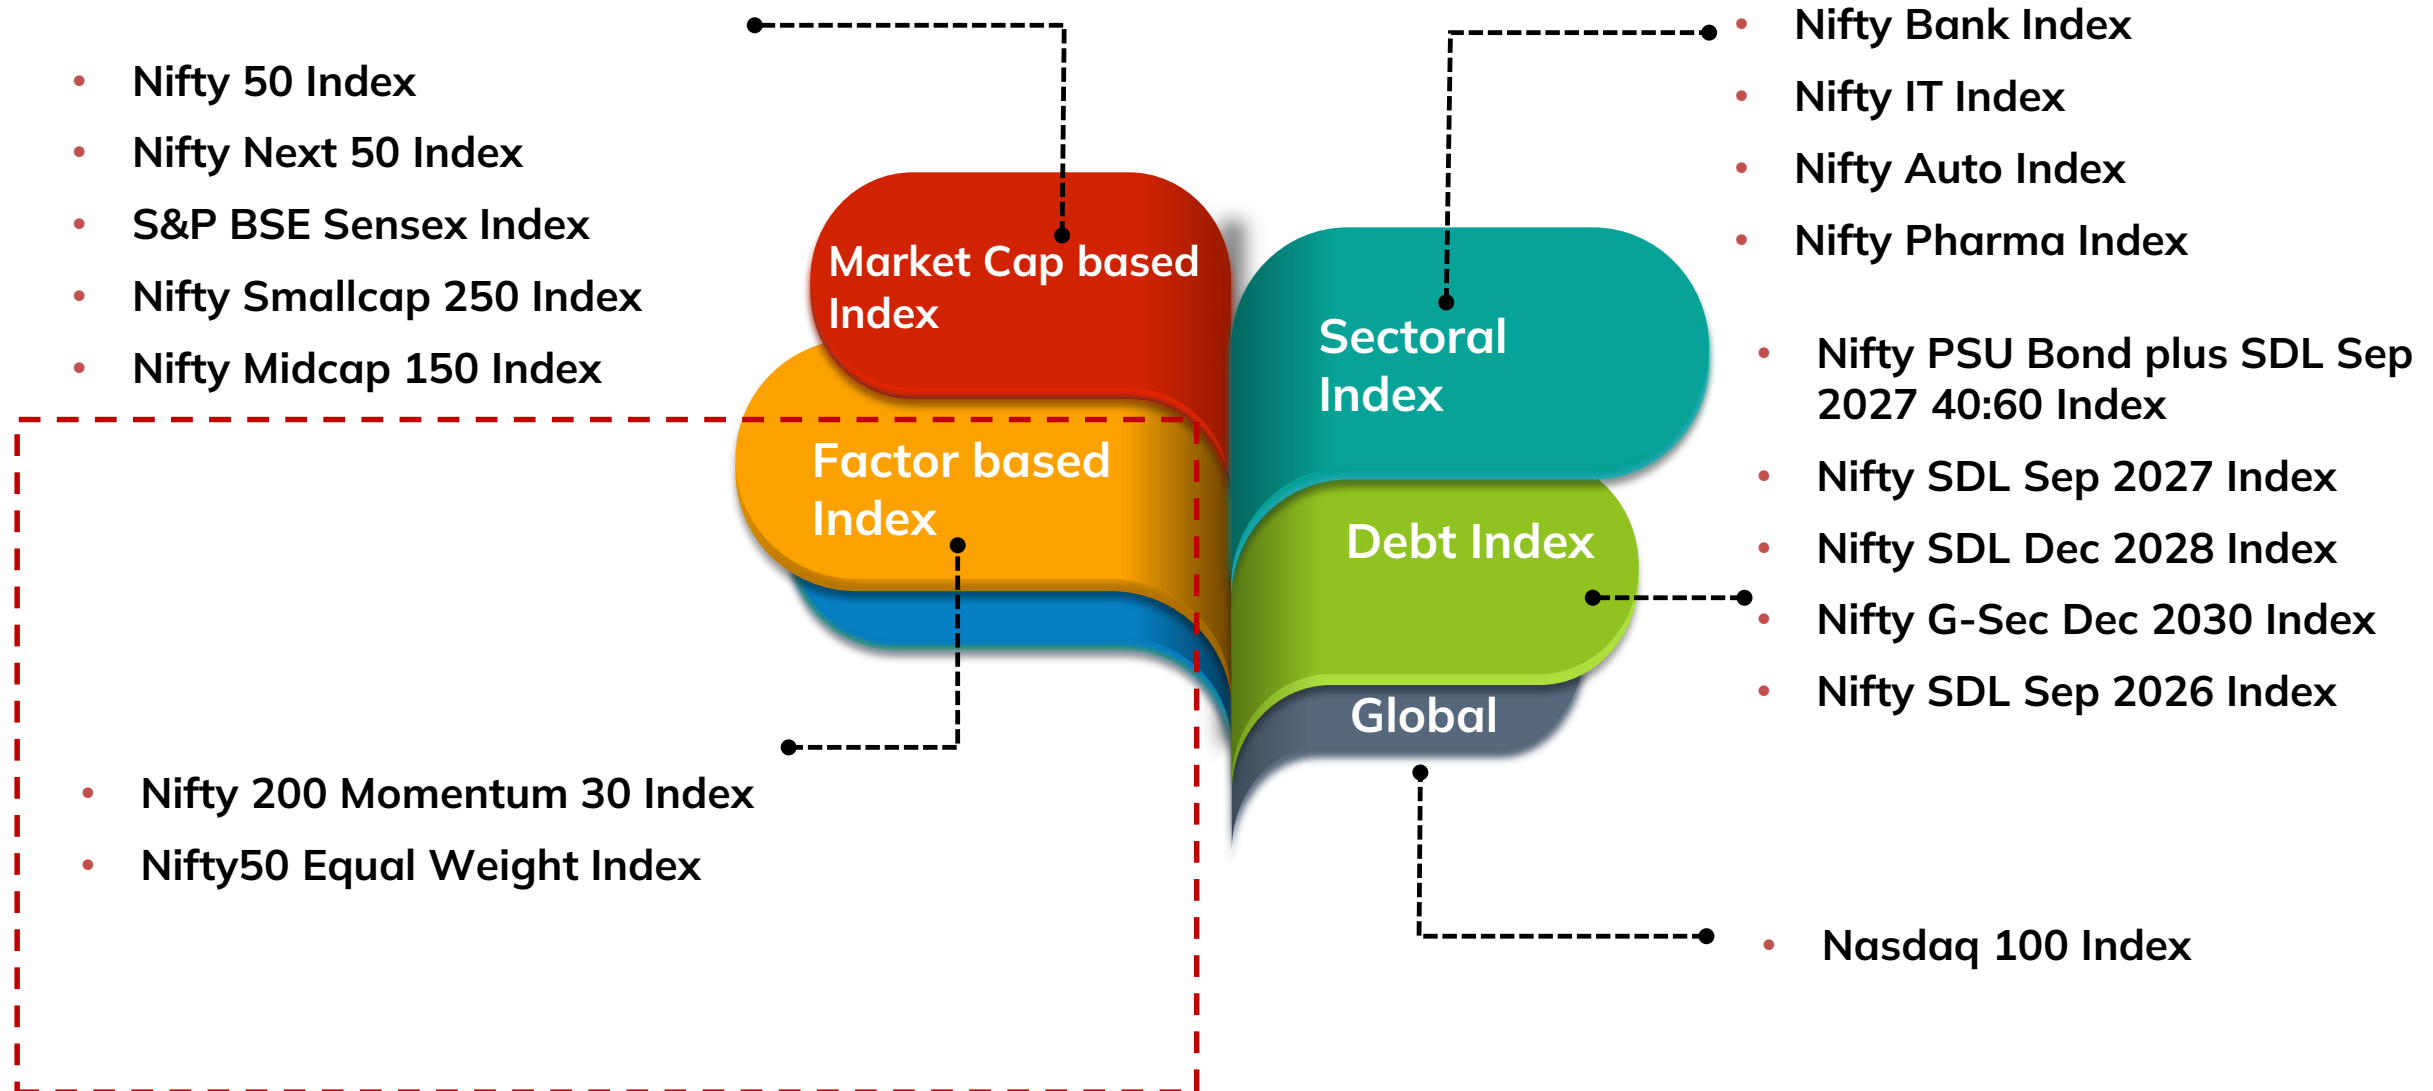 Nifty 50 Index
Nifty Next 50 Index
S&P BSE Sensex Index
Nifty Smallcap 250 Index
Nifty Midcap 150 Index
Market Cap based
Index
Factor based
Index
Nifty 200 Momentum 30 Index
Nifty50 Equal Weight Index
Nifty Bank Index
Nifty IT Index
Nifty Auto Index
Nifty Pharma Index
Sectoral
Index
Nifty PSU Bond plus SDL Sep
2027 40:60 Index
Nifty SDL Sep 2027 Index
Nifty SDL Dec 2028 Index
Nifty G-Sec Dec 2030 Index
Nifty SDL Sep 2026 Index
Debt Index
Global
Nasdaq 100 Index